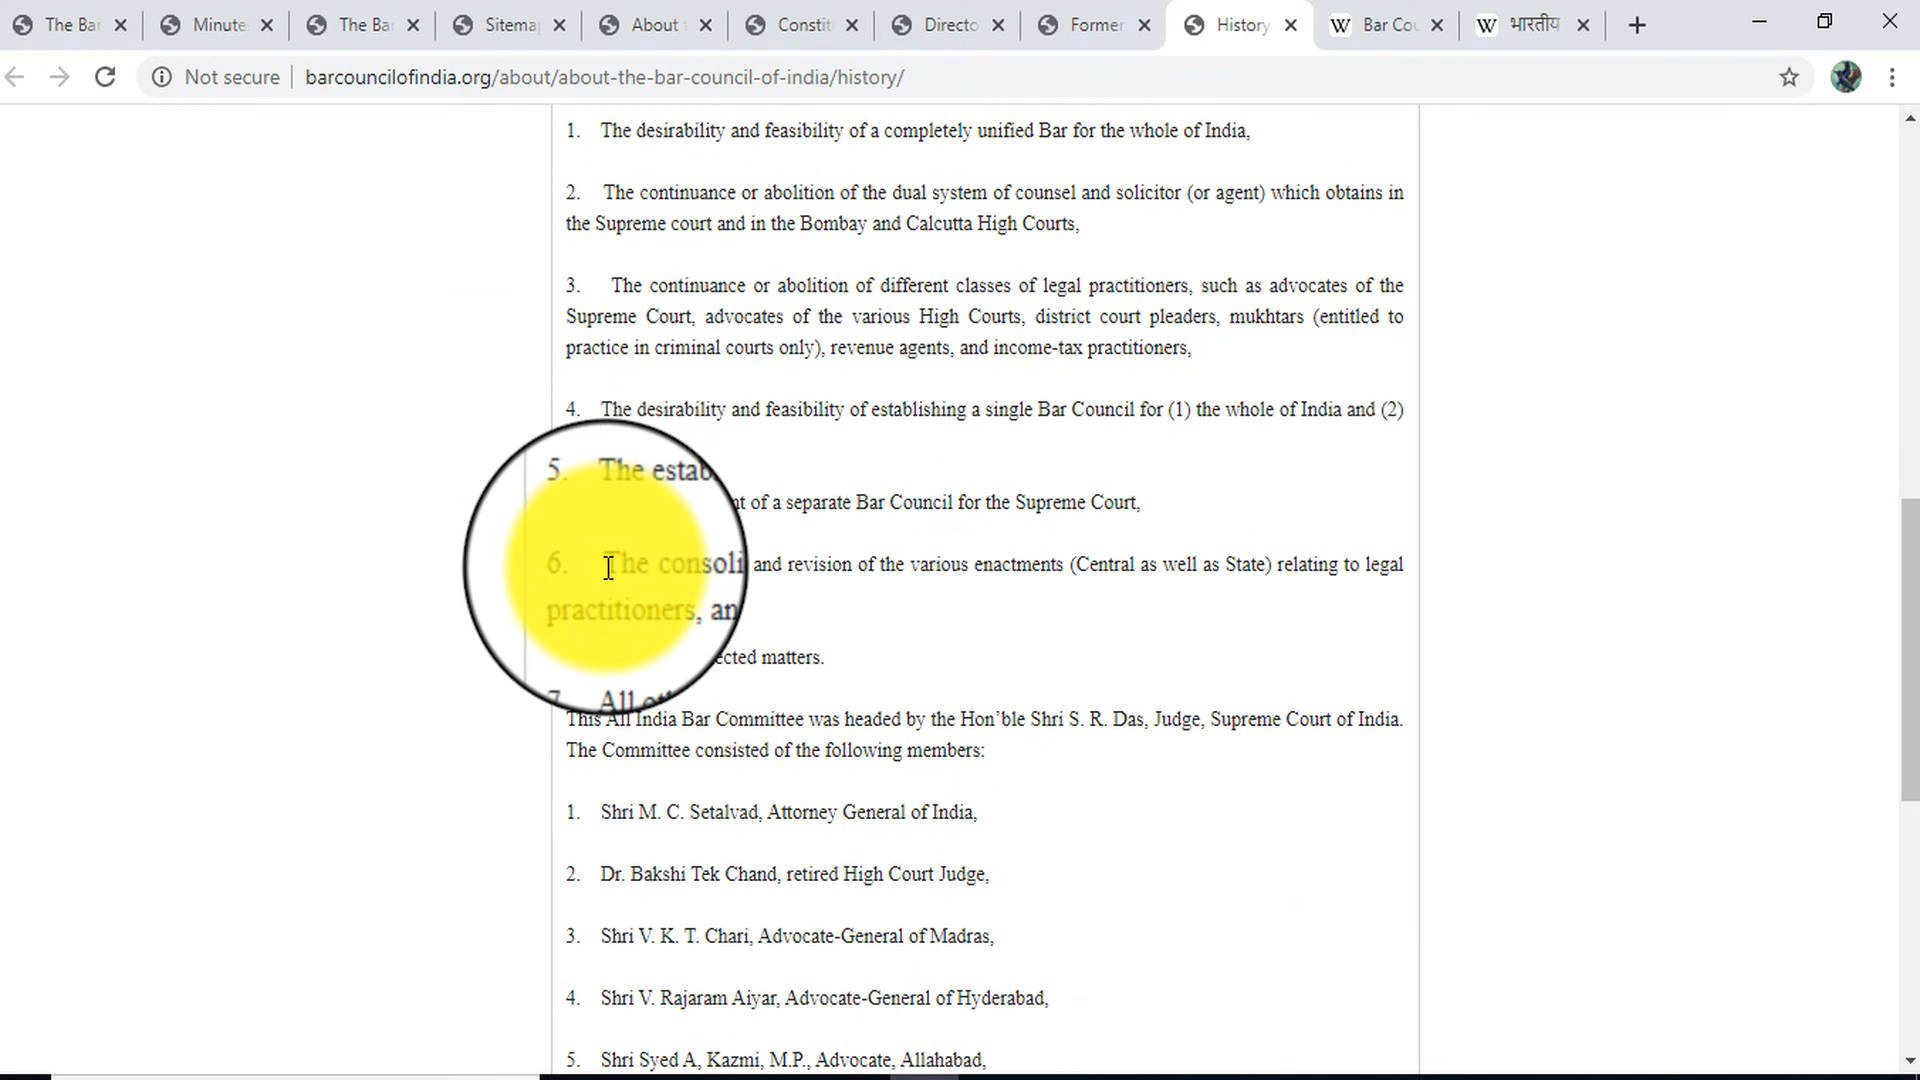 The Bar
Minute
The Bar
Sitema
About t
Constit
Directo
Former
History
Bar Cou
भारतीय
Not secure
barcouncilofindia.org/about/about-the-bar-council-of-india/history/
1. The desirability and feasibility of a completely unified Bar for the whole of India,
2. The continuance or abolition of the dual system of counsel and solicitor (or agent) which obtains in
the Supreme court and in the Bombay and Calcutta High Courts,
3. The continuance or abolition of different classes of legal practitioners, such as advocates of the
Supreme Court, advocates of the various High Courts, district court pleaders, mukhtars (entitled to
practice in criminal courts only), revenue agents, and income-tax practitioners,
4. The desirability and feasibility of establishing a single Bar Council for (1) the whole of India and (2)
5. The estab
nt of a separate Bar Council for the Supreme Court,
6. The consoli and revision of the various enactments (Central as well as State) relating to legal
practitioners, an
ected matters.
7. All ot
This All India Bar Committee was headed by the Hon’ble Shri S. R. Das, Judge, Supreme Court of India.
The Committee consisted of the following members:
1. Shri M. C. Setalvad, Attorney General of India,
2. Dr. Bakshi Tek Chand, retired High Court Judge,
3. Shri V. K. T. Chari, Advocate-General of Madras,
4. Shri V. Rajaram Aiyar, Advocate-General of Hyderabad,
5. Shri Syed A, Kazmi, M.P., Advocate, Allahabad,